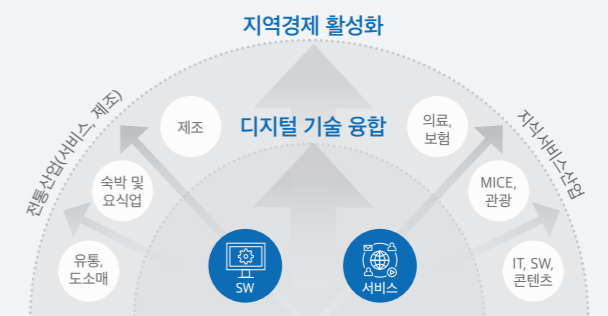 지역경제 활성화
디지털 기술 융합
전통산업(서비스, 제조)
지식서비스산업
제조
의료,
보험
숙박 및
요식업
MICE,
관광
유통,
도소매
IT, SW,
콘텐츠
SW
서비스